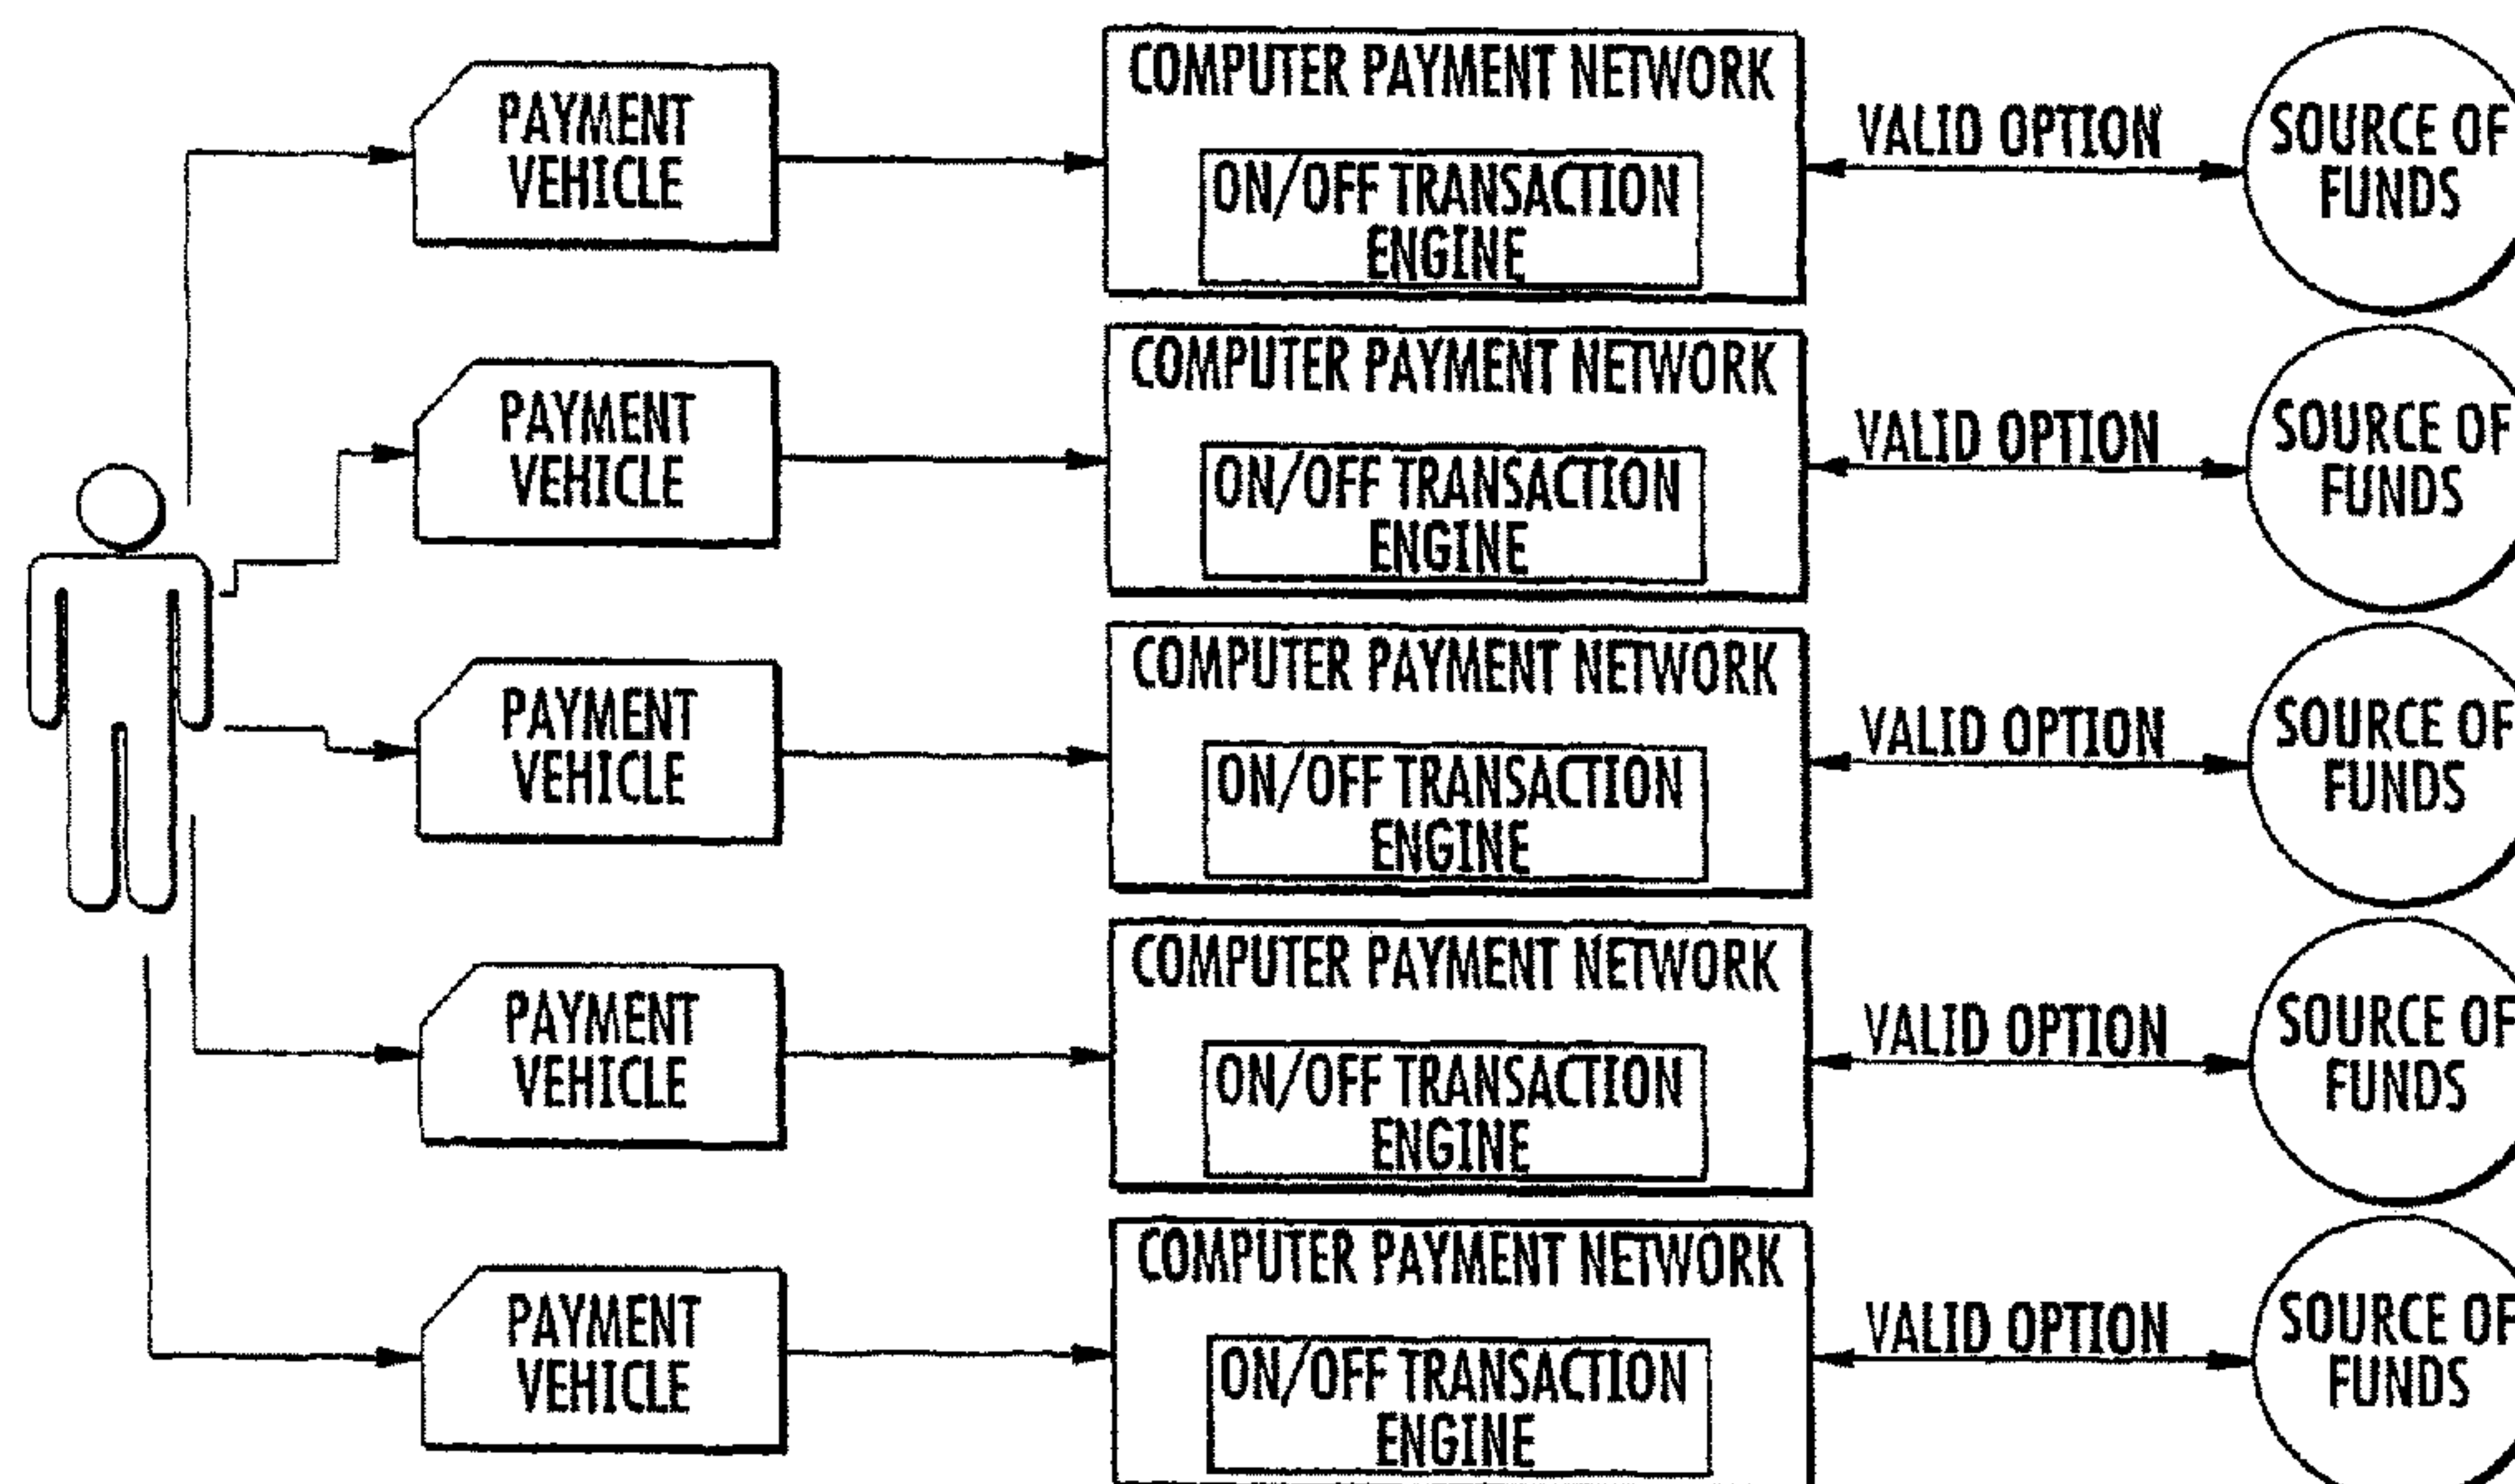 PAYMENT
VEHICLE
COMPUTER PAYMENT NETWORK
ON/OFF TRANSACTION
ENGINE
VALID OPTION
SOURCE OF
FUNDS
PAYMENT
VEHICLE
COMPUTER PAYMENT NETWORK
ON/OFF TRANSACTION
ENGINE
VALID OPTION
SOURCE OF
FUNDS
PAYMENT
VEHICLE
COMPUTER PAYMENT NETWORK
ON/OFF TRANSACTION
ENGINE
VALID OPTION
SOURCE OF
FUNDS
PAYMENT
VEHICLE
COMPUTER PAYMENT NETWORK
ON/OFF TRANSACTION
ENGINE
VALID OPTION
SOURCE OF
FUNDS
PAYMENT
VEHICLE
COMPUTER PAYMENT NETWORK
ON/OFF TRANSACTION
ENGINE
VALID OPTION
SOURCE OF
FUNDS